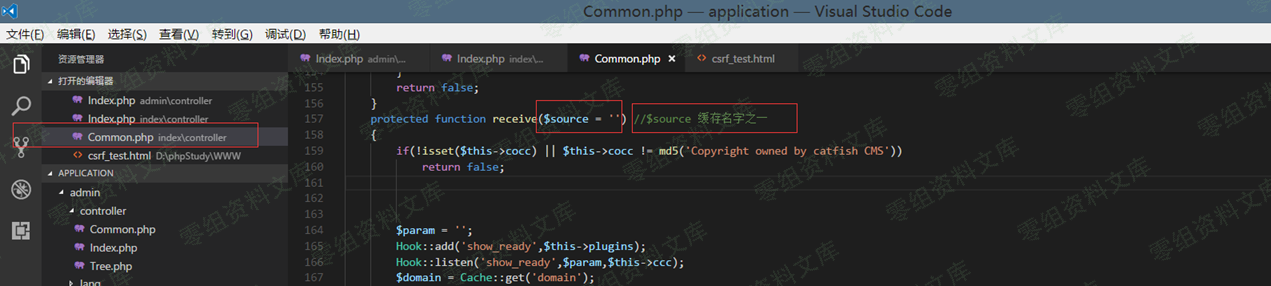 Common.php — application — Visual Studio Code
文件(F) 编辑(E) 选择(S) 查看(V) 转到(G) 调试(D) 帮助(H)
资源管理器
打开的编辑器
Index.php admin\controller
Index.php index\controller
Common.php index\controller
csrf_test.html D:\phpStudy\WWW
APPLICATION
admin
controller
Common.php
Index.php
Tree.php
lang
Index.php admin\... Index.php index\... Common.php × csrf_test.html
}
155 return false;
156 }
157 protected function receive($source = '') //$source 缓存名字之一
158 {
159 if(!isset($this->cocc) || $this->cocc != md5('Copyright owned by catfish CMS'))
160 return false;
161
162
163
164 $param = '';
165 Hook::add('show_ready',$this->plugins);
166 Hook::listen('show_ready',$param,$this->ccc);
167 $domain = Cache::get('domain');
零组资料文库